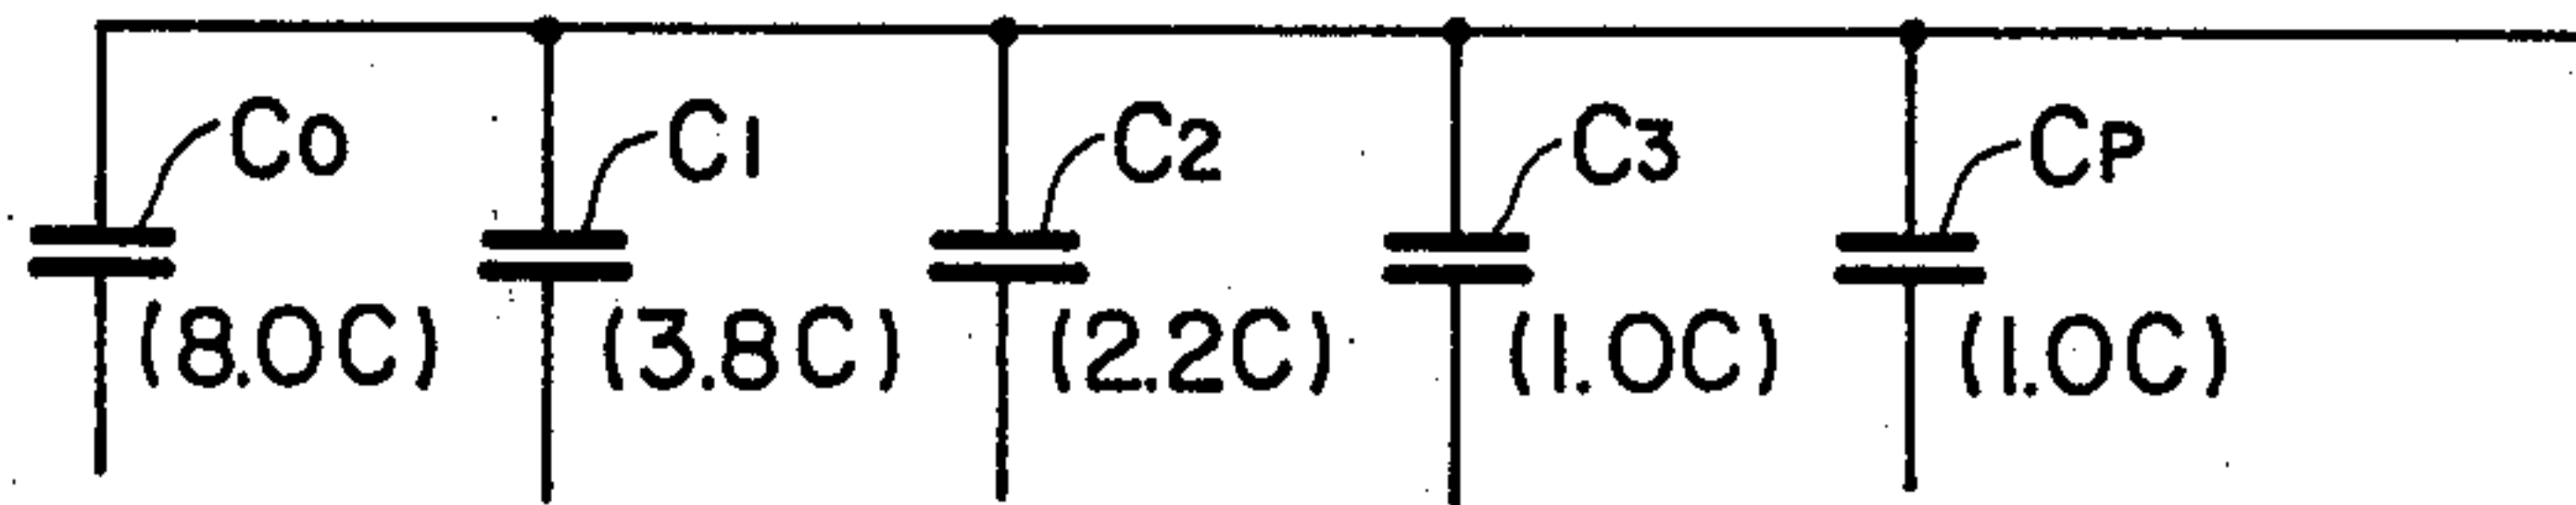 C0 C1 C2 C3 CP
(8.0C) (3.8C) (2.2C) (1.0C) (1.0C)